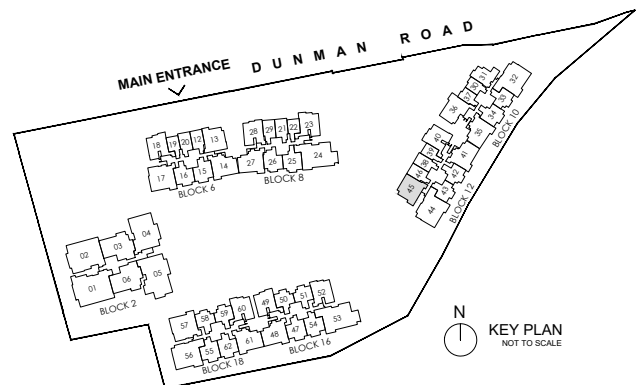 DUNMAN ROAD
MAIN ENTRANCE
18 19 20 12 13
17 16 15 14
BLOCK 6
28 29 21 22 23
27 26 25 24
BLOCK 8
31 32
30
37 33
36 34
35
BLOCK 10
40
39 41
38
46 42
45 43
44
BLOCK 12
02 03 04
01 06 05
BLOCK 2
57 58 59 60
56 55 62 61
BLOCK 18
49 50 51 52
48 47 54 53
BLOCK 16
N
KEY PLAN
NOT TO SCALE